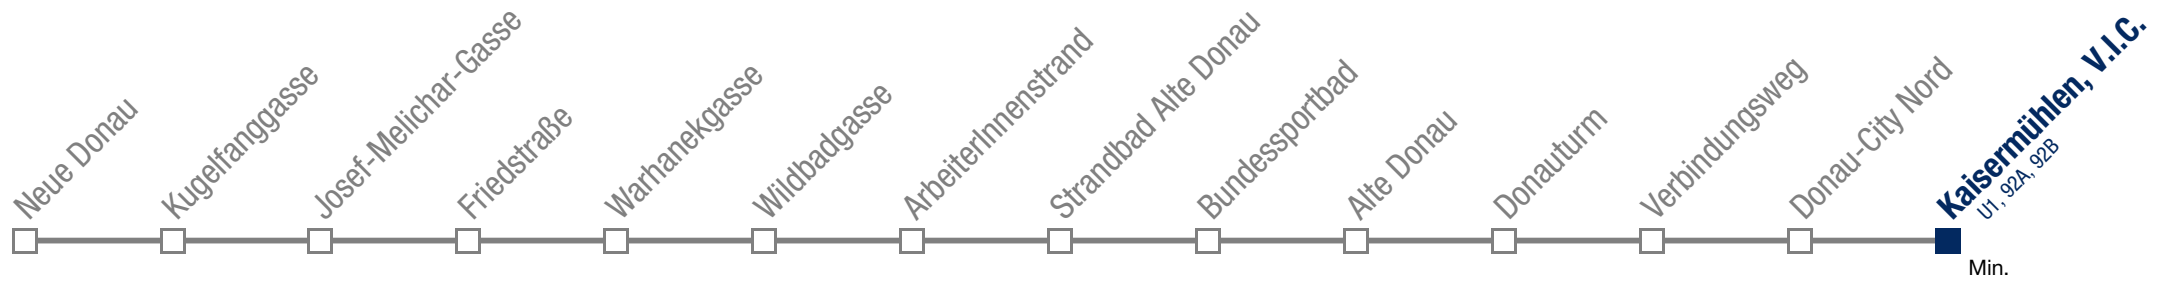 Neue Donau
Kugelfanggasse
Josef-Melichar-Gasse
Friedstraße
Warhanekgasse
Wildbadgasse
ArbeiterInnenstrand
Strandbad Alte Donau
Bundessportbad
Alte Donau
Donauturm
Verbindungsweg
Donau-City Nord
Kaisermühlen, V.I.C.
U1, 92A, 92B
Min.